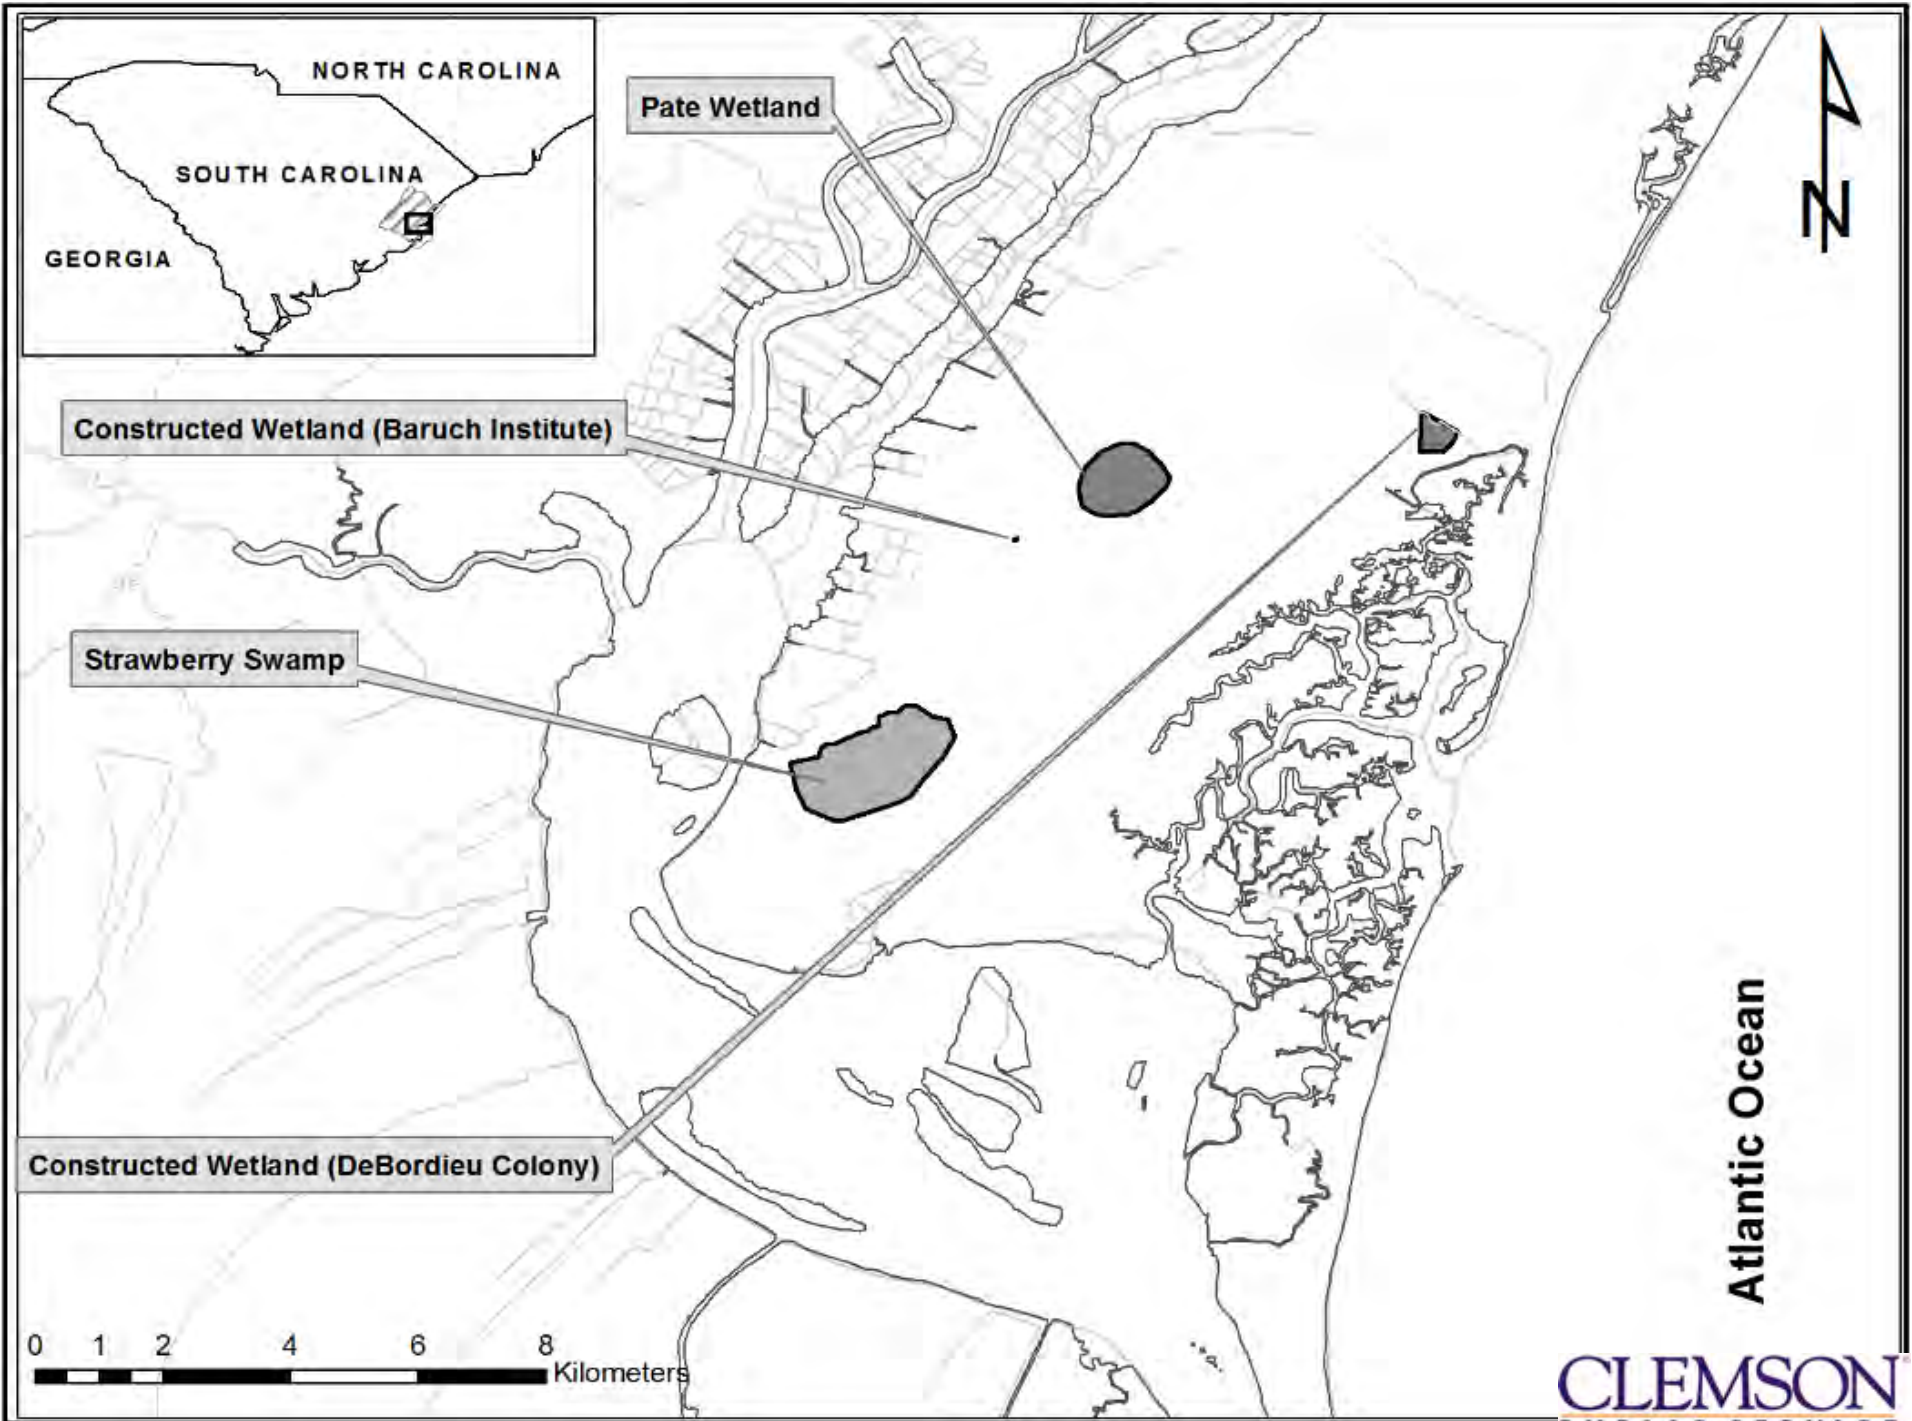 NORTH CAROLINA
SOUTH CAROLINA
GEORGIA
Pate Wetland
N
Constructed Wetland (Baruch Institute)
Strawberry Swamp
Constructed Wetland (DeBordieu Colony)
Atlantic Ocean
0 1 2 4 6 8
Kilometers
CLEMSON